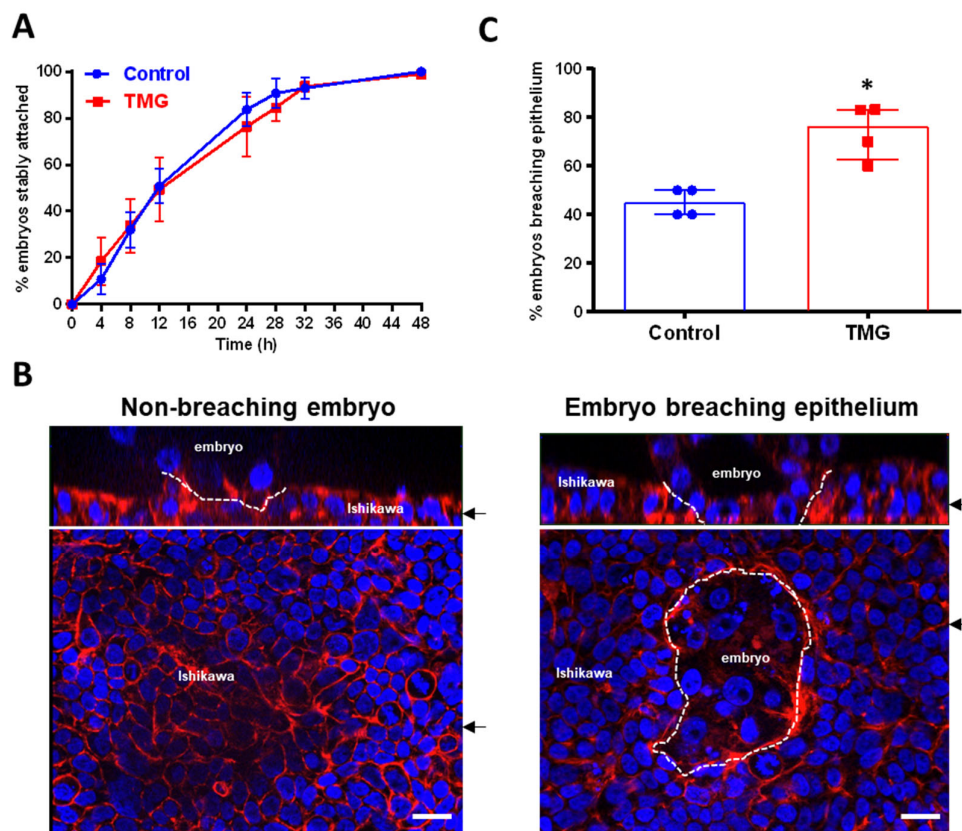 A
Control
TMG
% embryos stably attached
100
80
60
40
20
0
0 4 8 12 16 20 24 28 32 36 40 44 48
Time (h)
C
*
% embryos breaching epithelium
100
80
60
40
20
0
Control TMG
B
Non-breaching embryo
embryo
Ishikawa
Ishikawa
Embryo breaching epithelium
Ishikawa
embryo
Ishikawa
embryo